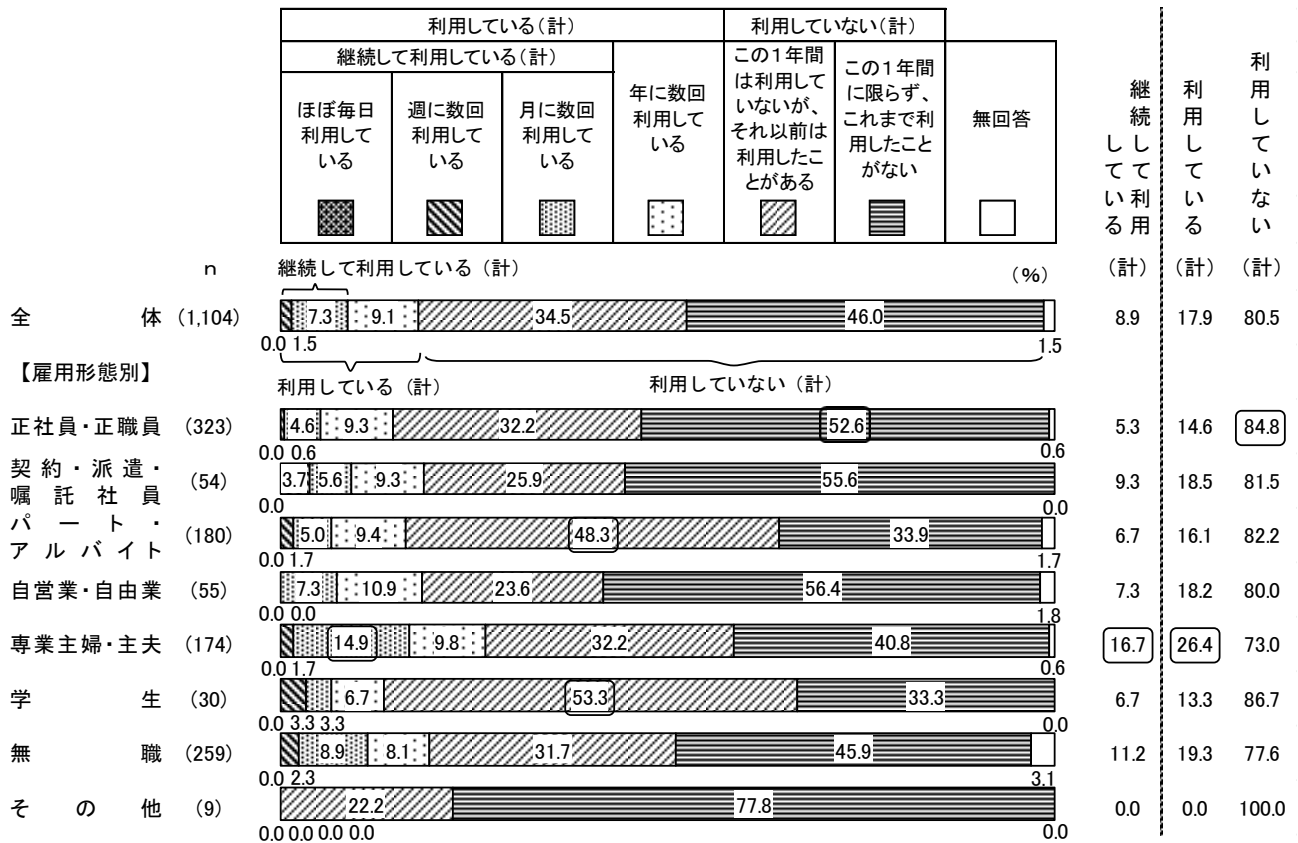 利用している(計) 利用していない(計)
継続して利用している(計)
ほぼ毎日
利用して
いる
週に数回
利用して
いる
月に数回
利用して
いる
年に数回
利用して
いる
この1年間
は利用して
いないが、
それ以前は
利用したこ
とがある
この1年間
に限らず、
これまで利
用したこと
がない
無回答
継続して利用
している
(計)
利用している
(計)
利用していない
(計)
n 継続して利用している(計) (%)
全体 (1,104) 7.3 9.1 34.5 46.0 8.9 17.9 80.5
0.0 1.5 1.5
【雇用形態別】
利用している(計) 利用していない(計)
正社員・正職員 (323) 4.6 9.3 32.2 52.6 5.3 14.6 84.8
0.0 0.6 0.6
契約・派遣・
嘱託社員 (54) 3.7 5.6 9.3 25.9 55.6 9.3 18.5 81.5
0.0 0.0
パート・
アルバイト (180) 5.0 9.4 48.3 33.9 6.7 16.1 82.2
0.0 1.7 1.7
自営業・自由業 (55) 7.3 10.9 23.6 56.4 7.3 18.2 80.0
0.0 0.0 1.8
専業主婦・主夫 (174) 14.9 9.8 32.2 40.8 16.7 26.4 73.0
0.0 1.7 0.6
学生 (30) 6.7 53.3 33.3 6.7 13.3 86.7
0.0 3.3 3.3 0.0
無職 (259) 8.9 8.1 31.7 45.9 11.2 19.3 77.6
0.0 2.3 3.1
その他 (9) 22.2 77.8 0.0 0.0 100.0
0.0 0.0 0.0 0.0 0.0